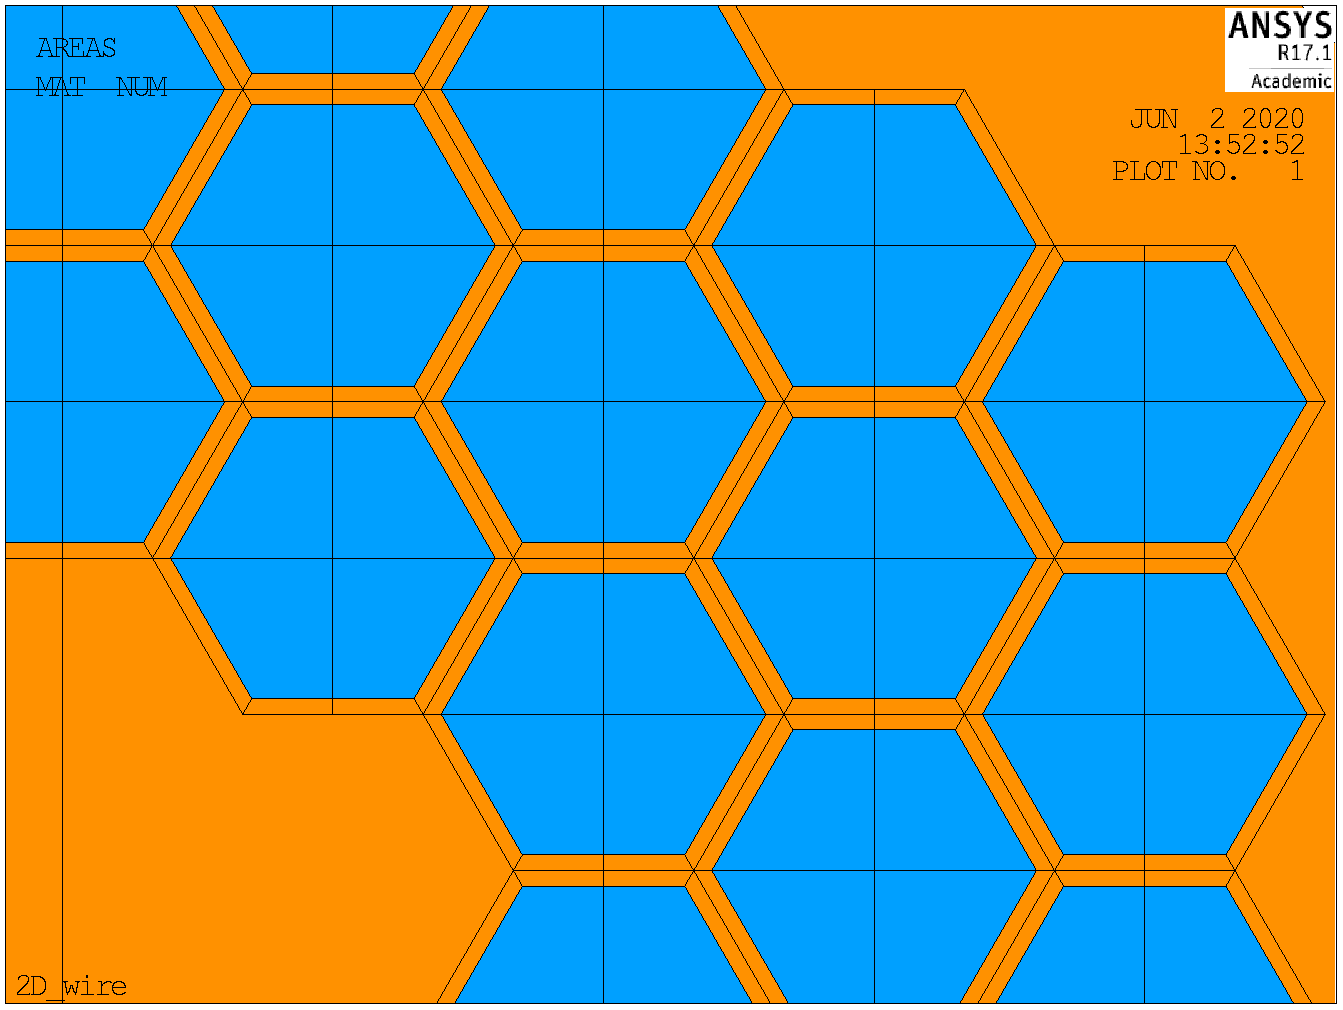 AREAS
MAT NUM
ANSYS
R17.1
Academic
JUN 2 2020
13:52:52
PLOT NO. 1
2D_wire